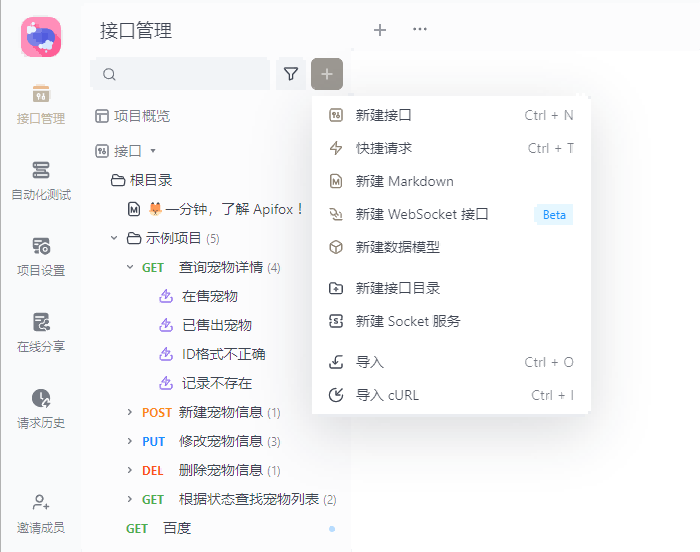 接口管理
接口管理
自动化测试
项目设置
在线分享
请求历史
邀请成员
项目概览
接口
根目录
一分钟，了解 Apifox！
示例项目 (5)
GET 查询宠物详情 (4)
在售宠物
已售出宠物
ID格式不正确
记录不存在
POST 新建宠物信息 (1)
PUT 修改宠物信息 (3)
DEL 删除宠物信息 (1)
GET 根据状态查找宠物列表 (2)
GET 百度
新建接口 Ctrl + N
快捷请求 Ctrl + T
新建 Markdown
新建 WebSocket 接口 Beta
新建数据模型
新建接口目录
新建 Socket 服务
导入 Ctrl + O
导入 cURL Ctrl + I